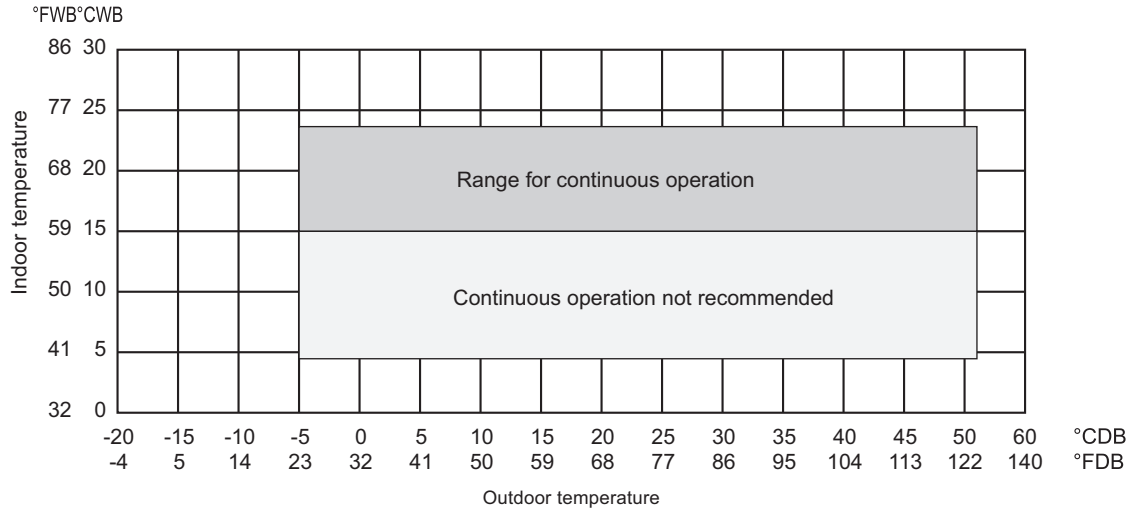 °FWB°CWB
86 30
77 25
68 20
59 15
50 10
41 5
32 0
Indoor temperature
Range for continuous operation
Continuous operation not recommended
-20 -15 -10 -5 0 5 10 15 20 25 30 35 40 45 50 60 °CDB
-4 5 14 23 32 41 50 59 68 77 86 95 104 113 122 140 °FDB
Outdoor temperature